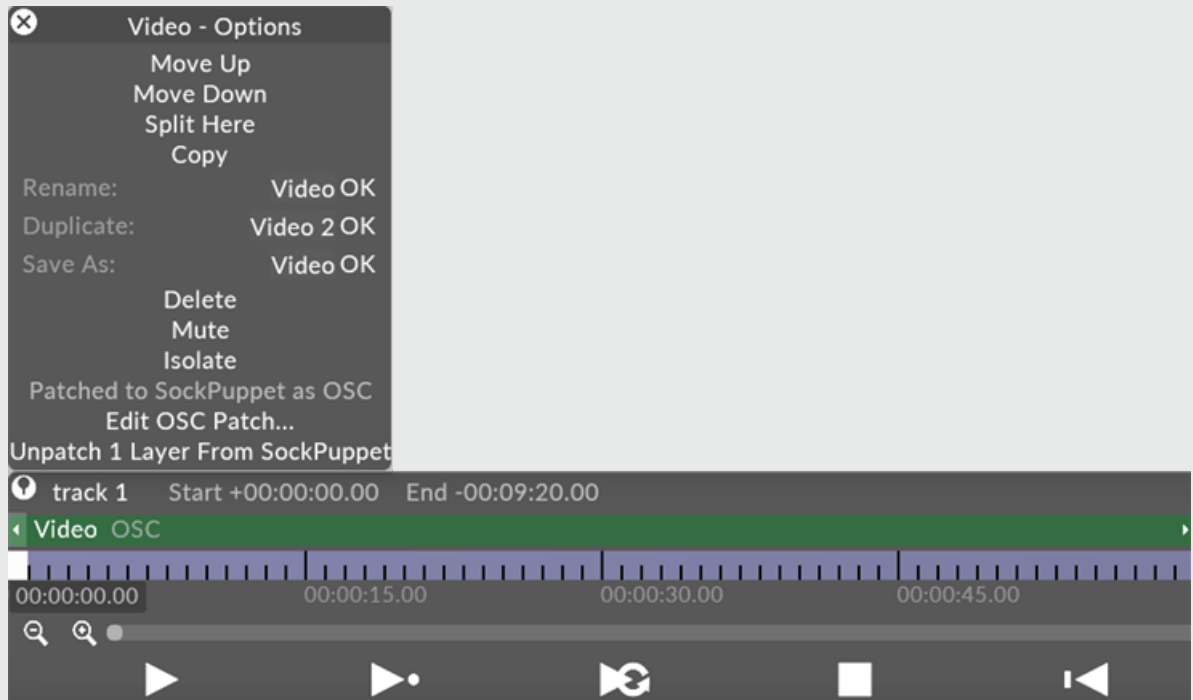 Video - Options
Move Up
Move Down
Split Here
Copy
Rename: Video OK
Duplicate: Video 2 OK
Save As: Video OK
Delete
Mute
Isolate
Patched to SockPuppet as OSC
Edit OSC Patch...
Unpatch 1 Layer From SockPuppet
track 1 Start +00:00:00.00 End -00:09:20.00
Video OSC
00:00:00.00 00:00:15.00 00:00:30.00 00:00:45.00